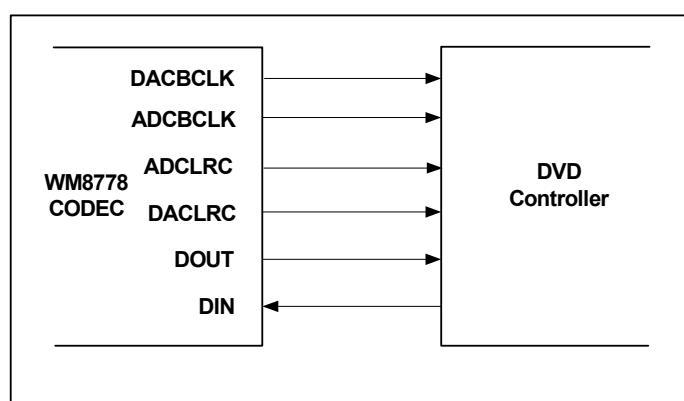 DACBCLK
ADCBCLK
ADCLRC
WM8778
CODEC
DACLRC
DOUT
DIN
DVD
Controller